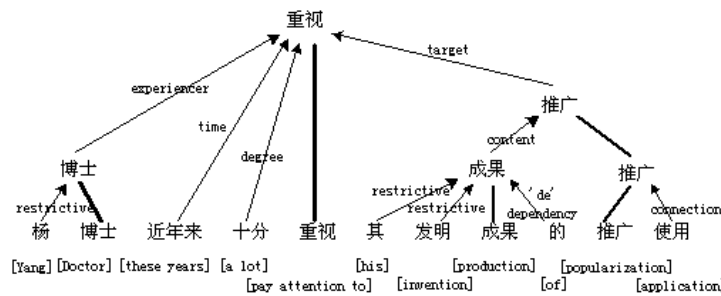 重视
target
experiencer
推广
time
content
degree
博士
成果
推广
restrictive
'de'
restrictive
restrictive
dependency
connection
杨 博士 近年来 十分 重视 其 发明 成果 的 推广 使用
[Yang] [Doctor] [these years] [a lot] [his] [production] [popularization]
[pay attention to] [invention] [of] [application]